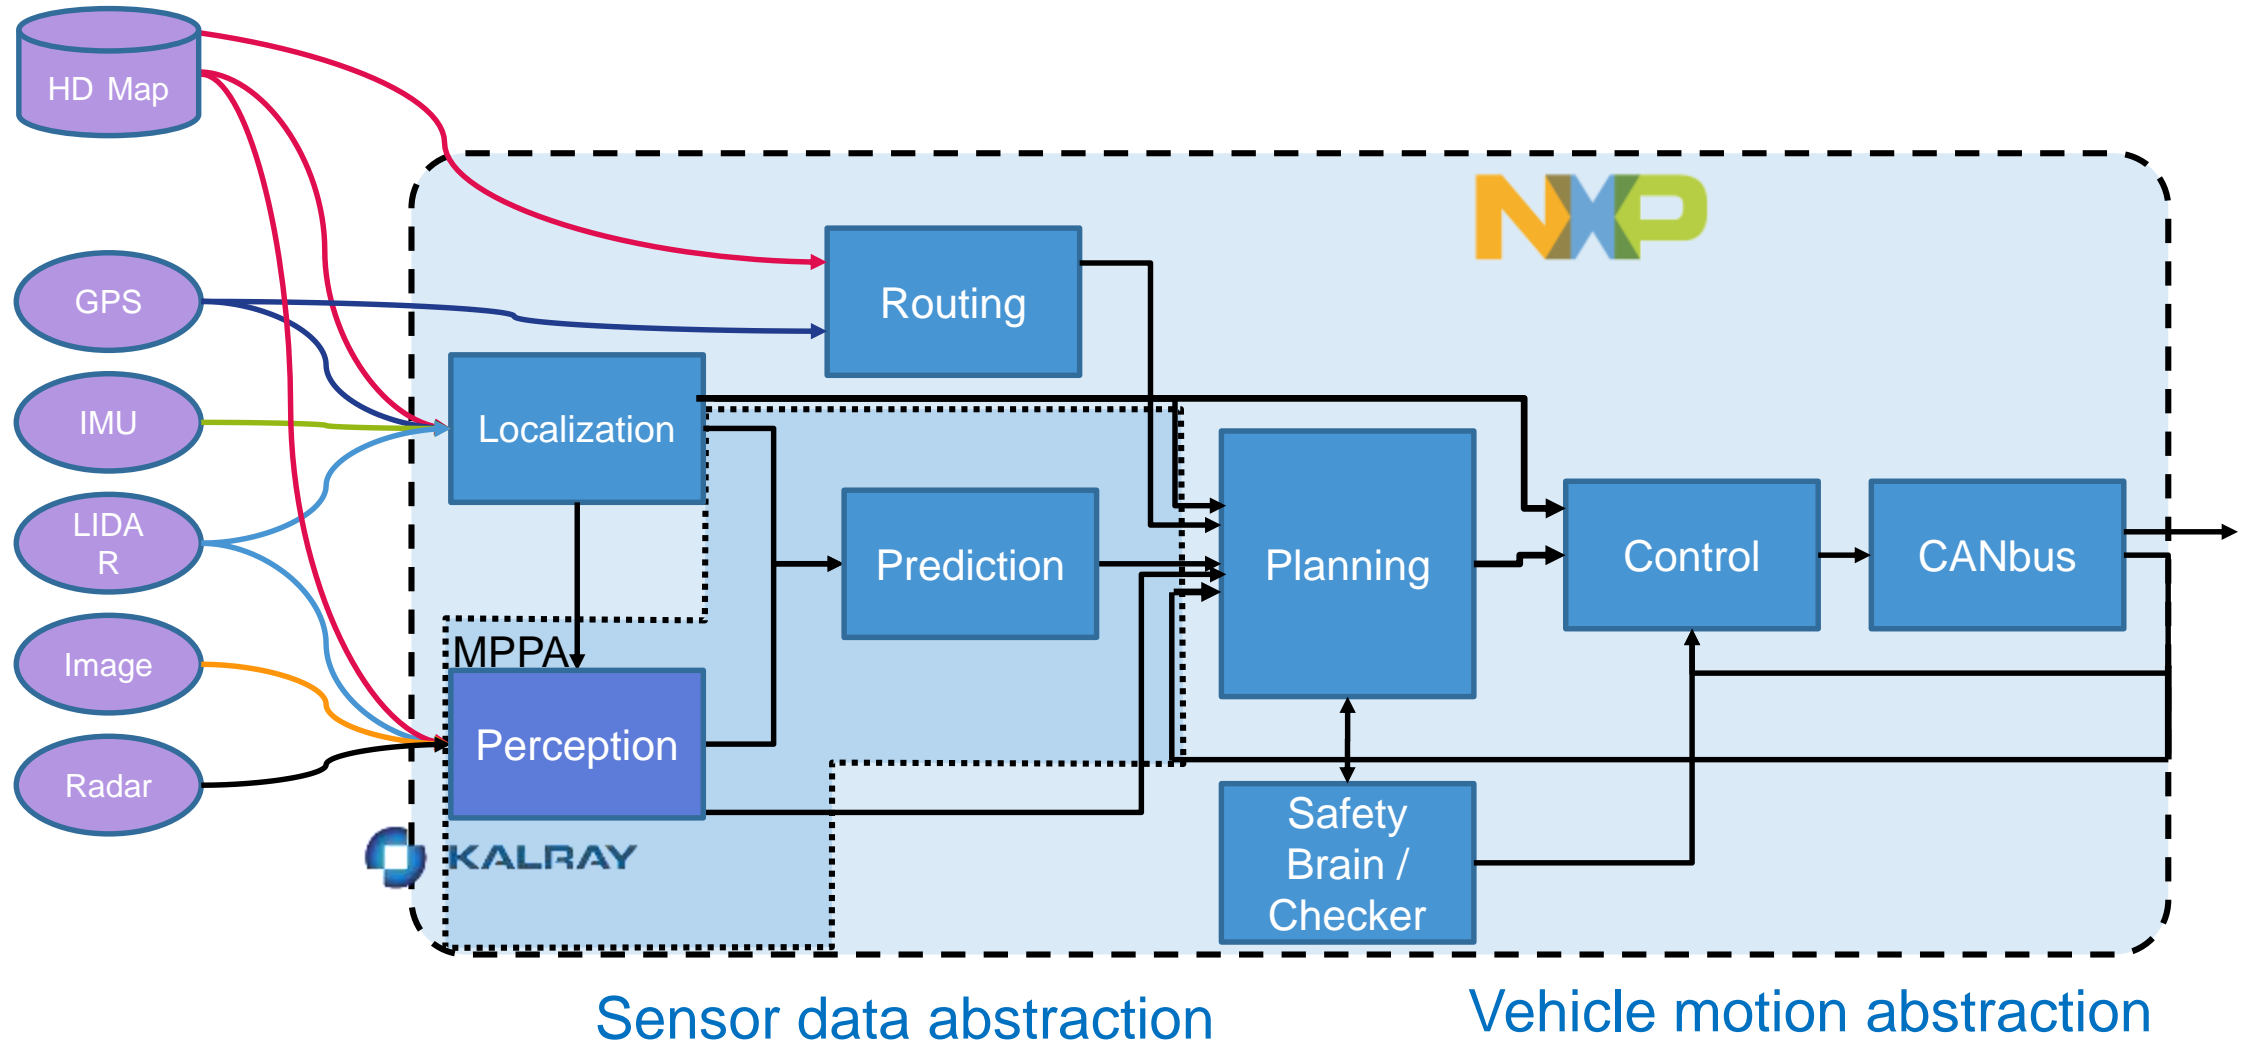 HD Map
NXP
GPS
Routing
IMU
Localization
LIDA
R
Prediction
Planning
Control
CANbus
Image
MPPA
Perception
Radar
KALRAY
Safety
Brain /
Checker
Sensor data abstraction
Vehicle motion abstraction